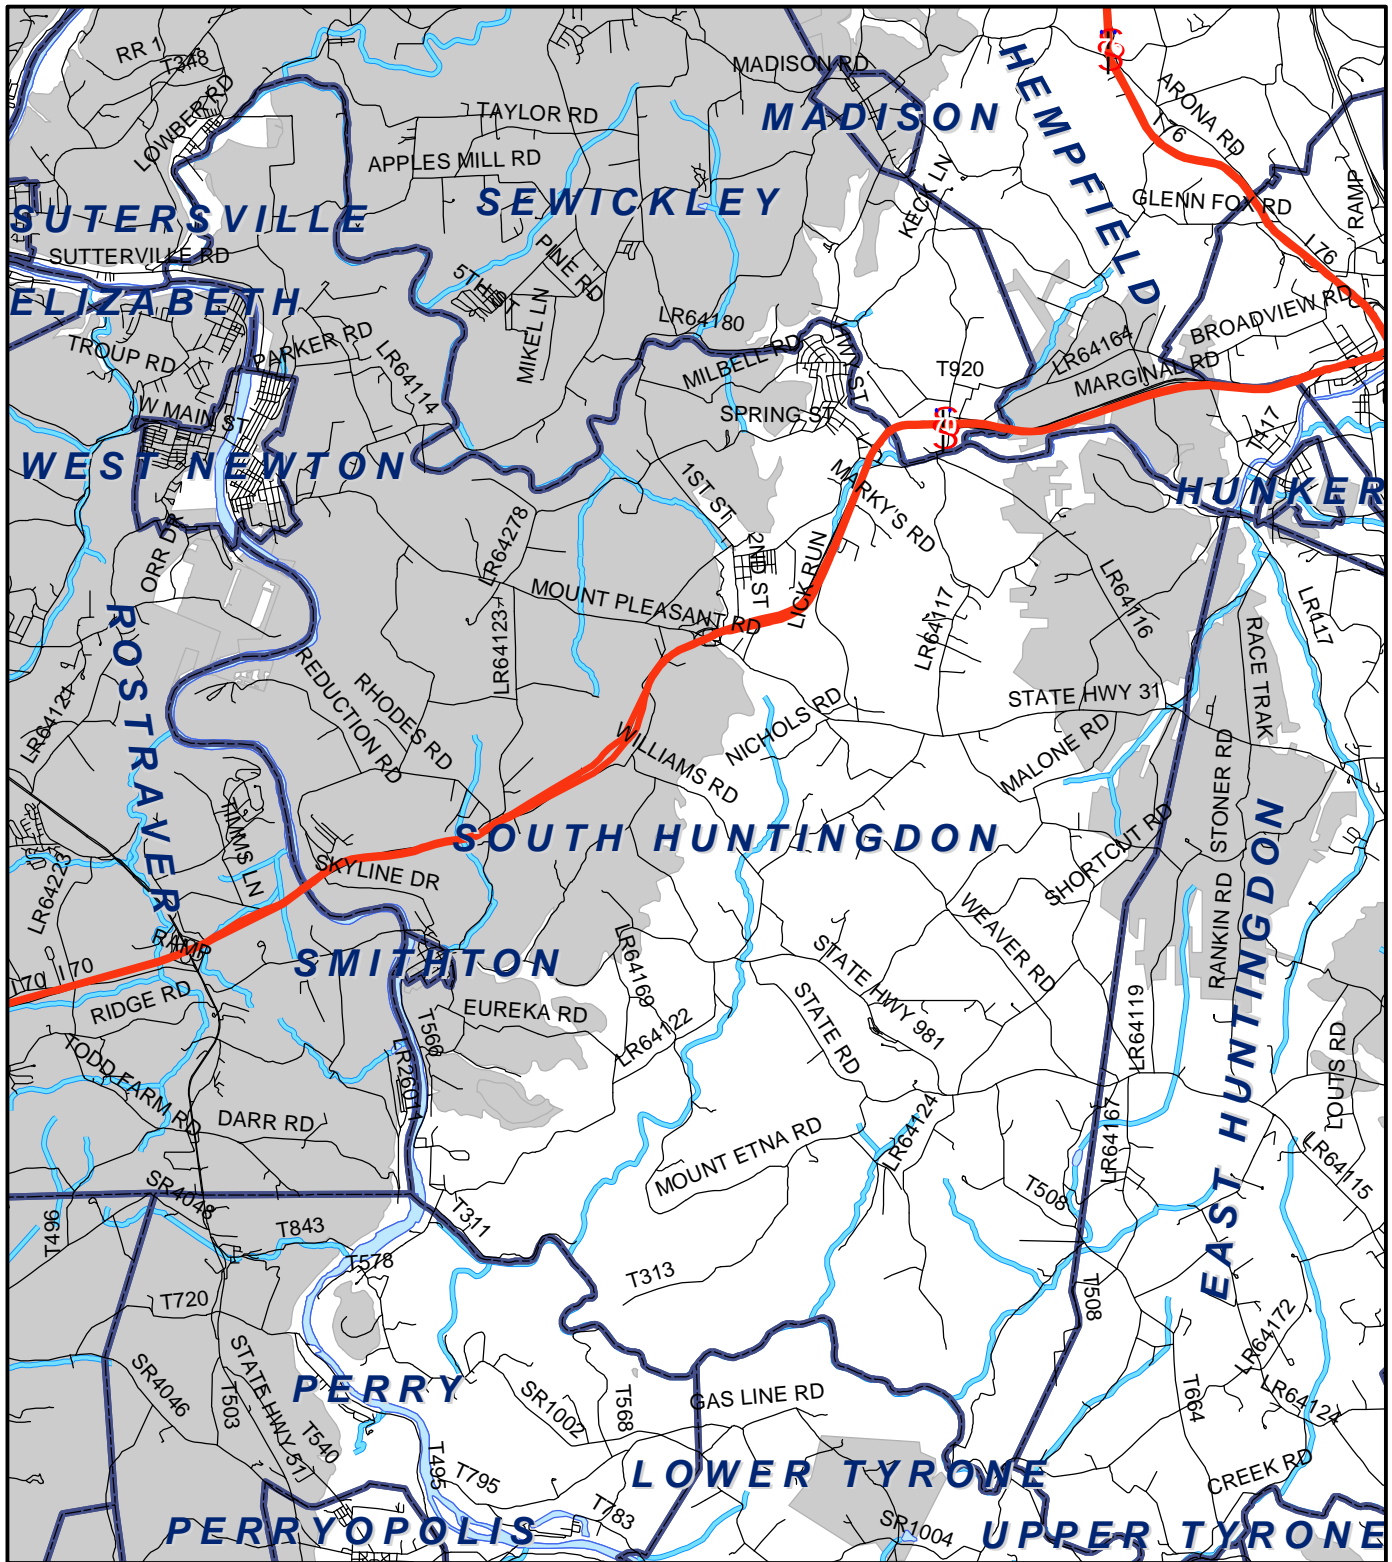 RR 1
T348
LOWBER RD
MADISON RD
MADISON
HEMPFIELD
ARONA RD
I 76
TAYLOR RD
APPLES MILL RD
SEWICKLEY
KECK LN
GLENN FOX RD
RAMP
SUTERSVILLE
SUTTERVILLE RD
PINE RD
5TH ST
MIKEL LN
I 76
ELIZABETH
TROUP RD
PARKER RD
LR64114
LR64180
MILBELL RD
HW ST
T920
LR64164
BROADVIEW RD
MARGINAL RD
W MAIN ST
SPRING ST
T417
WEST NEWTON
1ST ST
MARKY'S RD
HUNKER
ORR DR
LR64278
2ND ST
LICK RUN
MOUNT PLEASANT RD
LR64123
LR64117
LR64116
LR417
ROSTRAVER
RACE TRAK
REDUCTION RD
RHODES RD
LR64121
STATE HWY 31
NICHOLS RD
WILLIAMS RD
MALONE RD
STONER RD
TIMMS LN
SOUTH HUNTINGDON
SHORTCUT RD
EAST HUNTINGDON
SKYLINE DR
LR64223
WEAVER RD
RANKIN RD
RAMP
SMITHTON
I 70
I 70
RIDGE RD
LR64169
STATE HWY 981
STATE RD
EUREKA RD
T566
LR64122
LR64119
TODD FARM RD
LR26011
LOUTS RD
DARR RD
MOUNT ETNA RD
LR64124
LR64167
LR64115
SR4048
T496
T843
T311
T508
T578
T313
T508
T720
STATE HWY 51
SR4046
T503
T540
PERRY
SR1002
T568
GAS LINE RD
LR64172
T664
LR64124
T495
T795
LOWER TYRONE
CREEK RD
T783
PERRYOPOLIS
SR1004
UPPER TYRONE